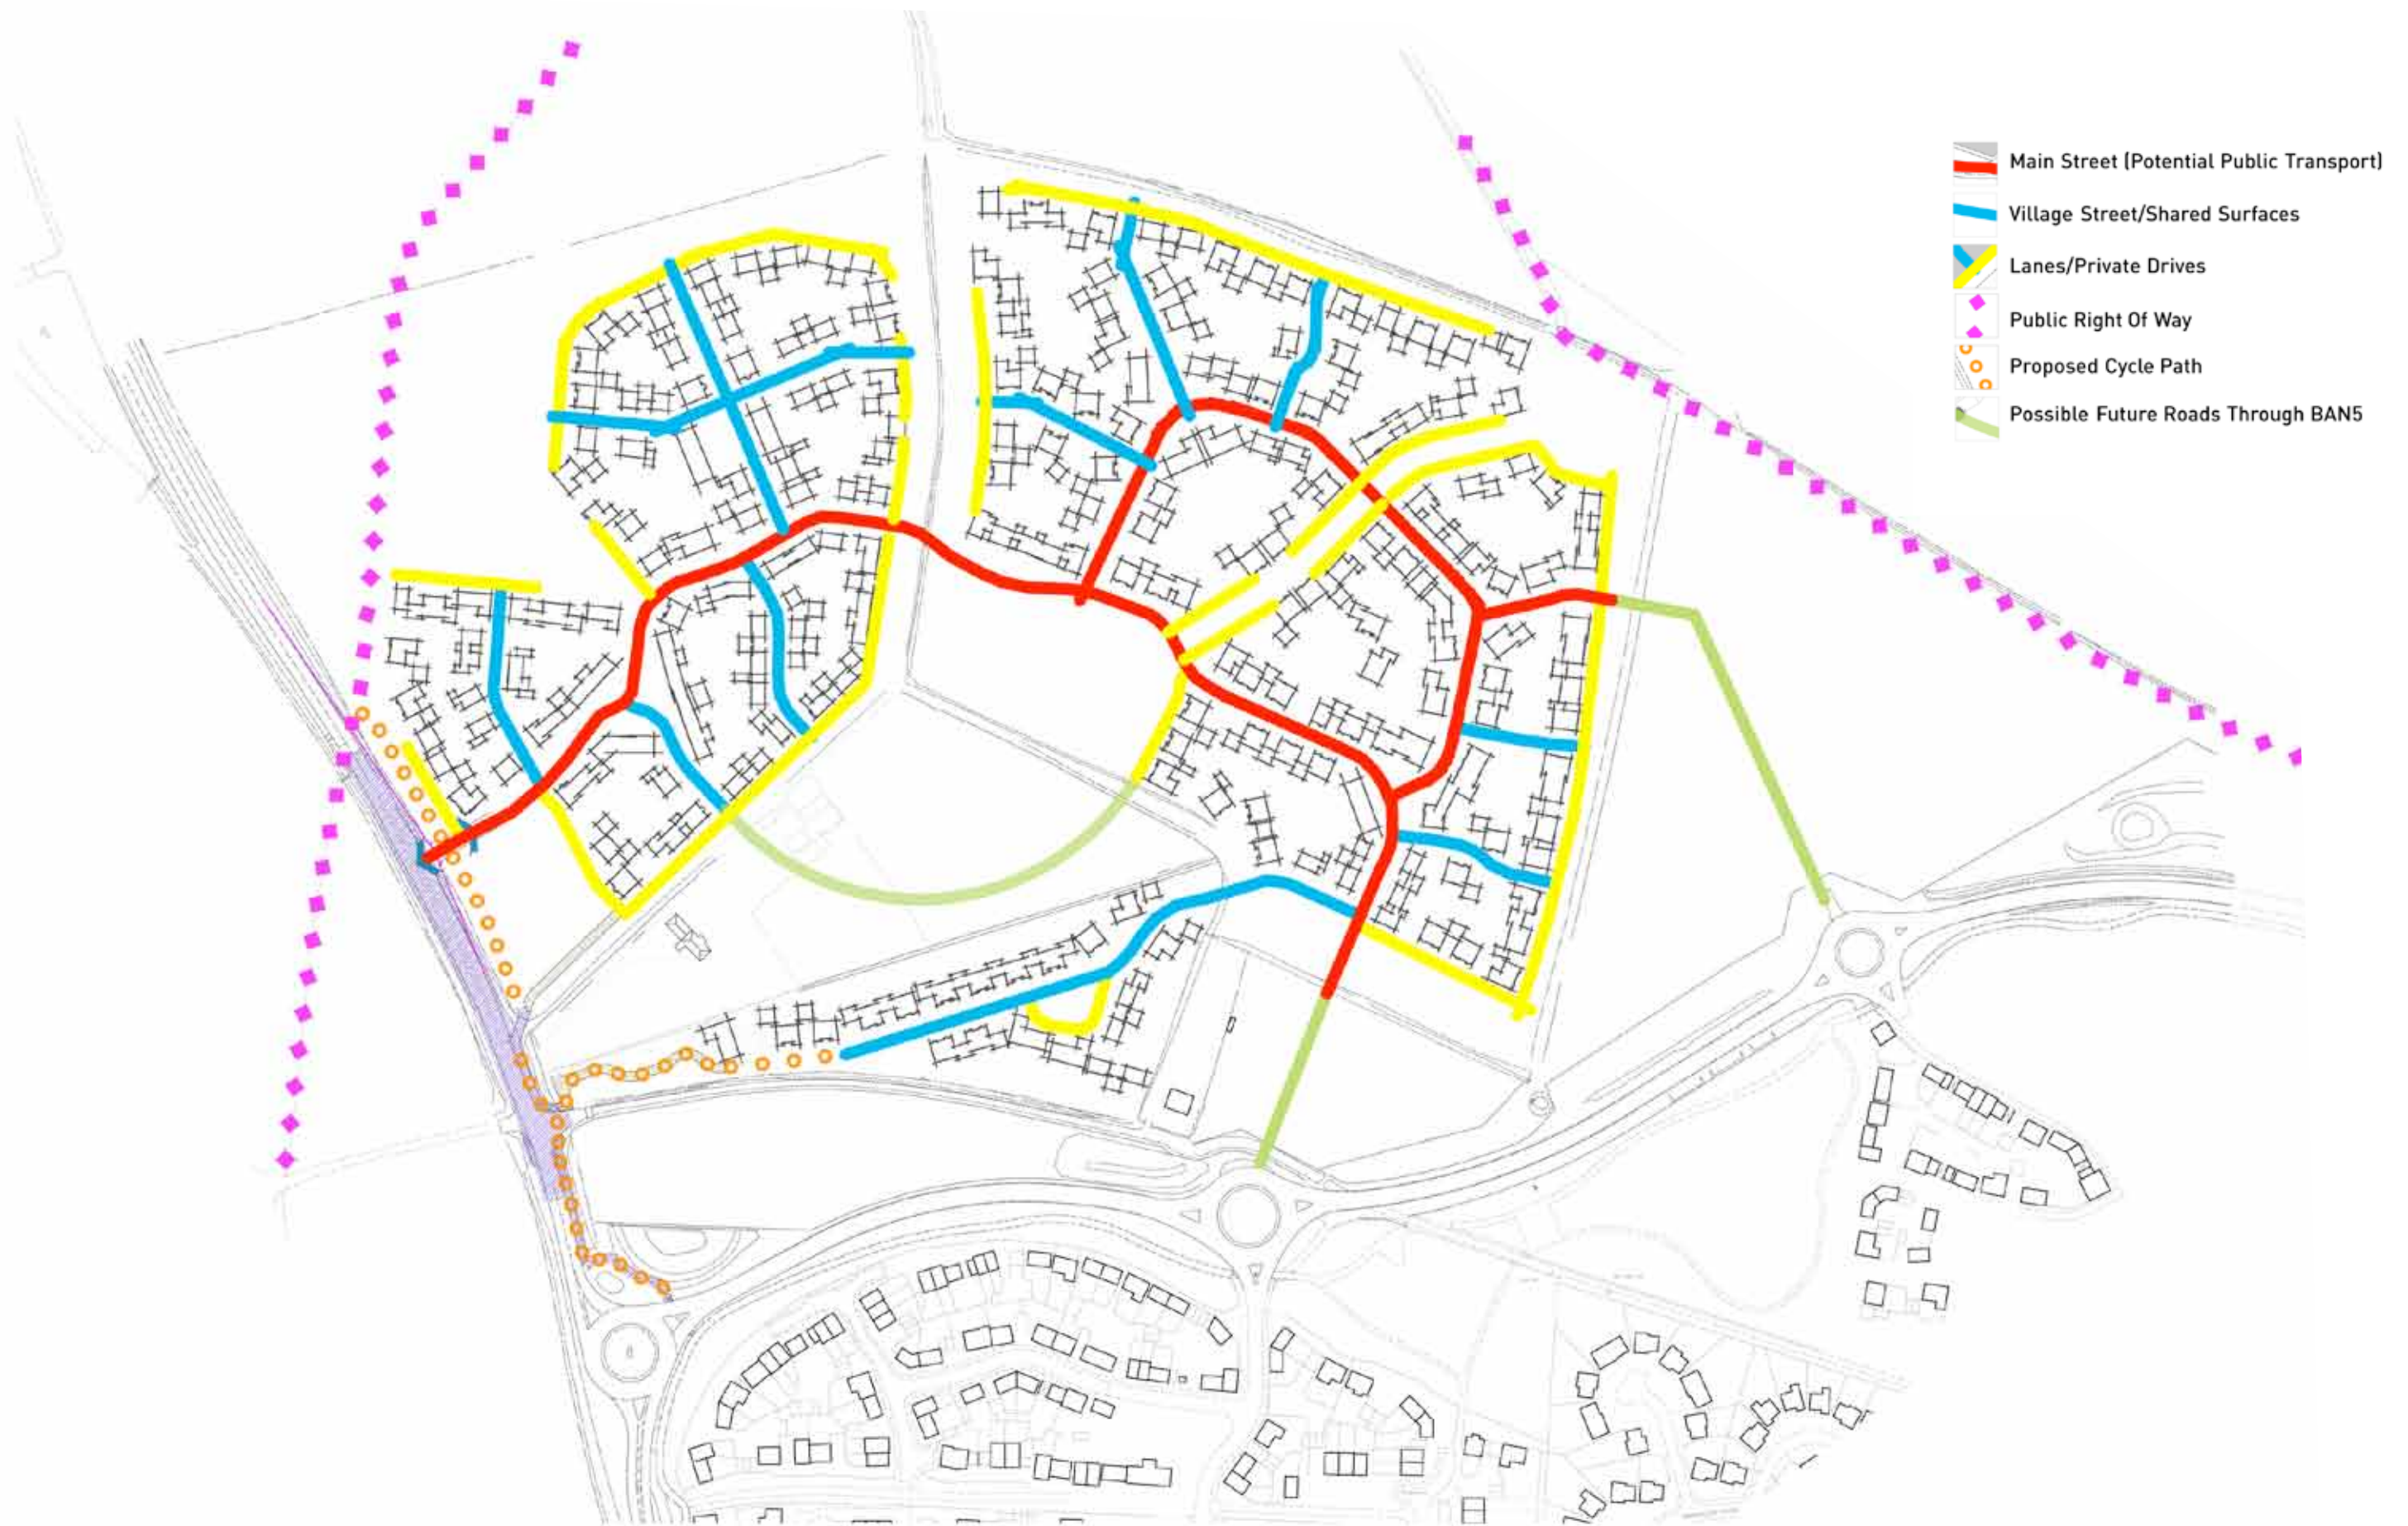 Main Street (Potential Public Transport)
Village Street/Shared Surfaces
Lanes/Private Drives
Public Right Of Way
Proposed Cycle Path
Possible Future Roads Through BAN5